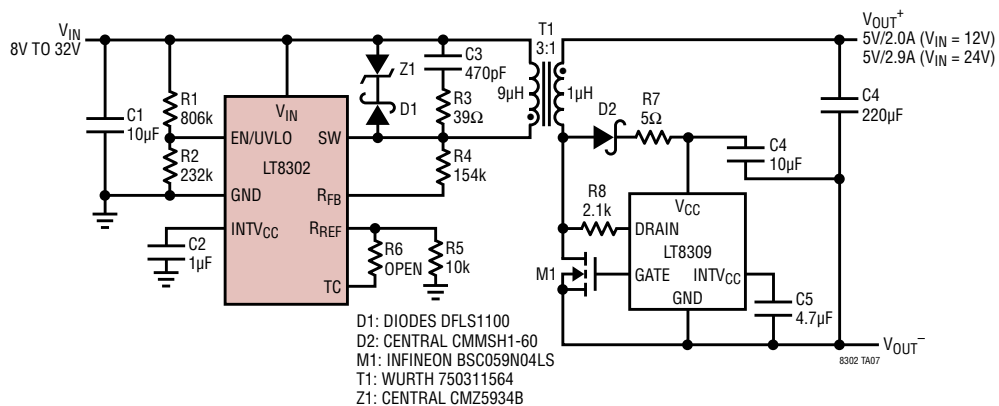 VIN
8V TO 32V
C1
10µF
R1
806k
R2
232k
VIN
EN/UVLO
SW
LT8302
GND
RFB
INTVCC
RREF
TC
C2
1µF
Z1
D1
C3
470pF
R3
39Ω
R4
154k
R6
OPEN
R5
10k
T1
3:1
9µH
1µH
D2
R7
5Ω
C4
10µF
R8
2.1k
VCC
DRAIN
LT8309
GATE
INTVCC
GND
M1
C5
4.7µF
VOUT+
5V/2.0A (VIN = 12V)
5V/2.9A (VIN = 24V)
C4
220µF
VOUT–
8302 TA07
D1: DIODES DFLS1100
D2: CENTRAL CMMSH1-60
M1: INFINEON BSC059N04LS
T1: WURTH 750311564
Z1: CENTRAL CMZ5934B